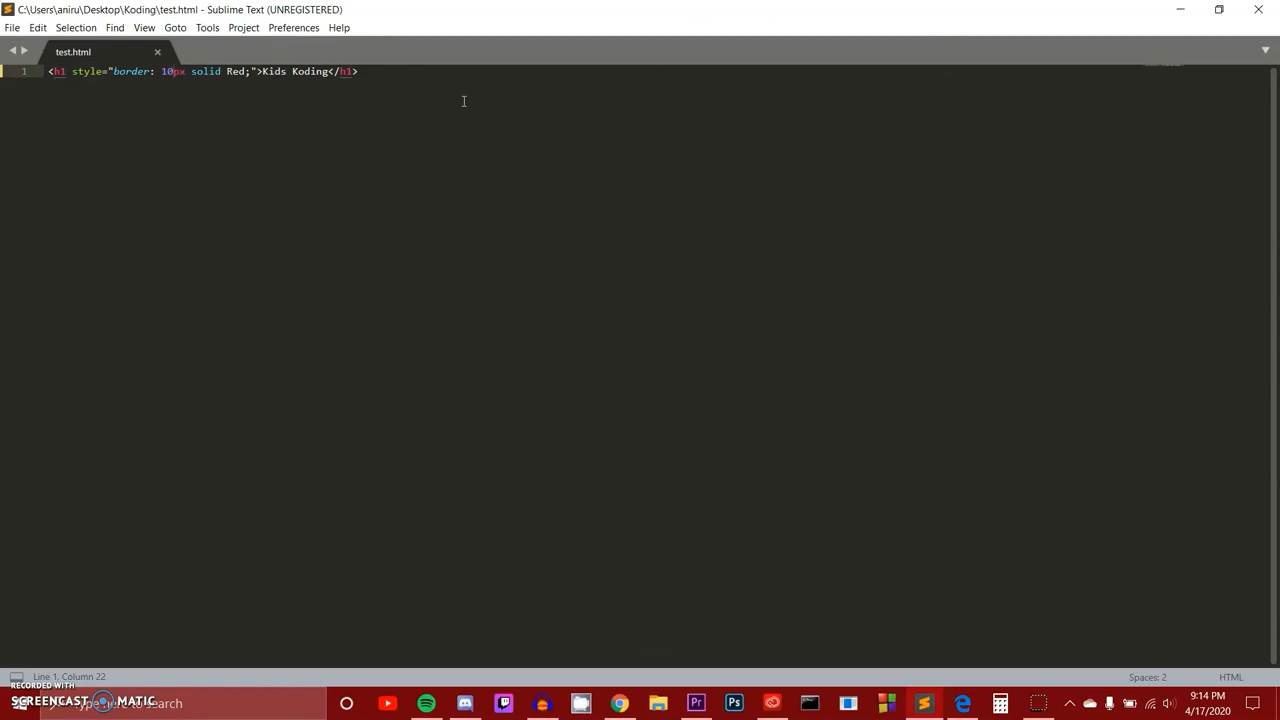 C:\Users\aniru\Desktop\Koding\test.html - Sublime Text (UNREGISTERED)
File Edit Selection Find View Goto Tools Project Preferences Help
test.html
1 <h1 style="border: 10px solid Red;">Kids Koding</h1>
Line 1, Column 22
Spaces: 2
HTML
RECORDED WITH
SCREENCAST MATIC
to search
9:14 PM
4/17/2020